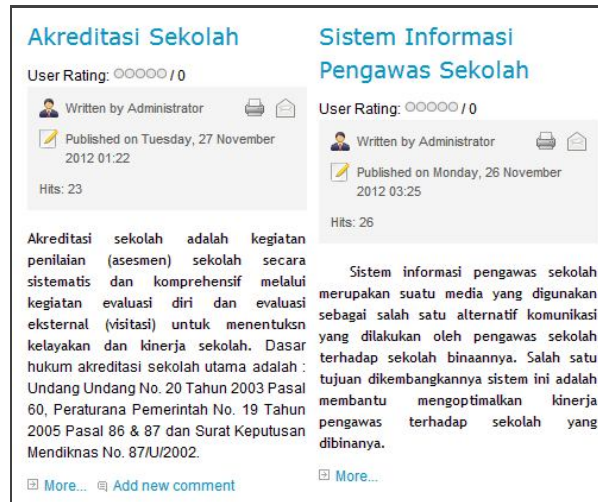 Akreditasi Sekolah
User Rating: / 0
Written by Administrator
Published on Tuesday, 27 November
2012 01:22
Hits: 23
Akreditasi sekolah adalah kegiatan
penilaian (asesmen) sekolah secara
sistematis dan komprehensif melalui
kegiatan evaluasi diri dan evaluasi
eksternal (visitasi) untuk menentuksn
kelayakan dan kinerja sekolah. Dasar
hukum akreditasi sekolah utama adalah :
Undang Undang No. 20 Tahun 2003 Pasal
60, Peraturana Pemerintah No. 19 Tahun
2005 Pasal 86 & 87 dan Surat Keputusan
Mendiknas No. 87/U/2002.
More... Add new comment
Sistem Informasi
Pengawas Sekolah
User Rating: / 0
Written by Administrator
Published on Monday, 26 November
2012 03:25
Hits: 26
Sistem informasi pengawas sekolah
merupakan suatu media yang digunakan
sebagai salah satu alternatif komunikasi
yang dilakukan oleh pengawas sekolah
terhadap sekolah binaannya. Salah satu
tujuan dikembangkannya sistem ini adalah
membantu mengoptimalkan kinerja
pengawas terhadap sekolah yang
dibinanya.
More...